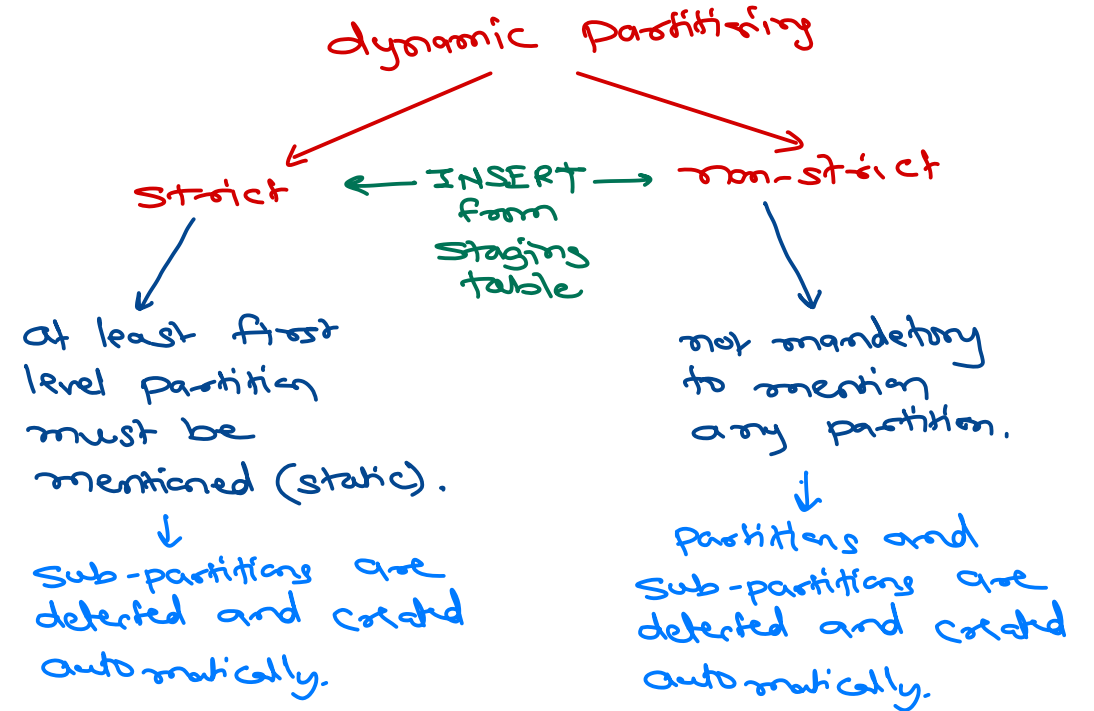 dynamic Partitining
Strict
INSERT
from
staging
table
non-strict
at least first
level partition
must be
mentioned (static).
sub-partitions are
detected and created
automatically.
not mandetory
to mention
any partition.
Partitions and
sub-partitions are
detected and created
automatically.